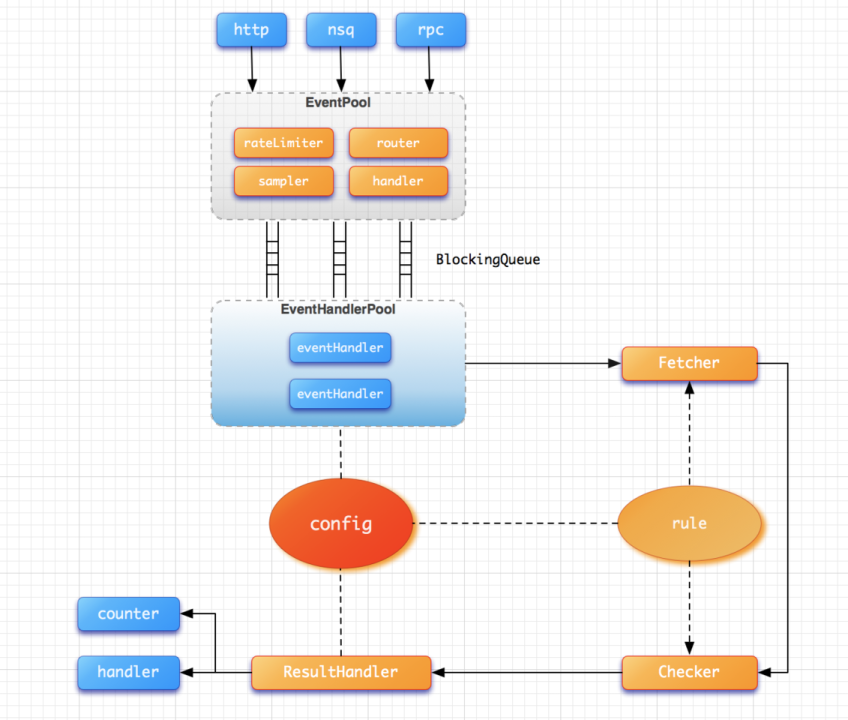 http
nsq
rpc
EventPool
rateLimiter
router
sampler
handler
BlockingQueue
EventHandlerPool
eventHandler
eventHandler
Fetcher
config
rule
counter
handler
ResultHandler
Checker